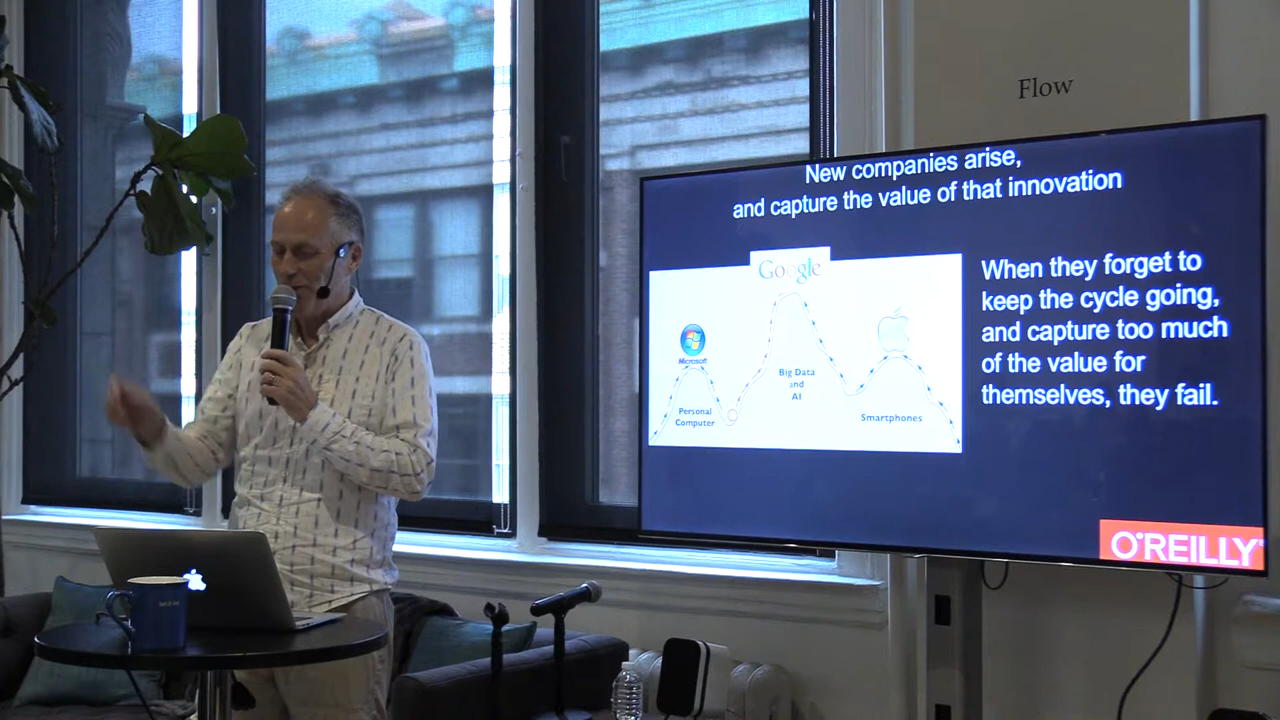 Flow
New companies arise,
and capture the value of that innovation
Google
Microsoft
Personal
Computer
Big Data
and
AI
Smartphones
When they forget to
keep the cycle going,
and capture too much
of the value for
themselves, they fail.
O'REILLY